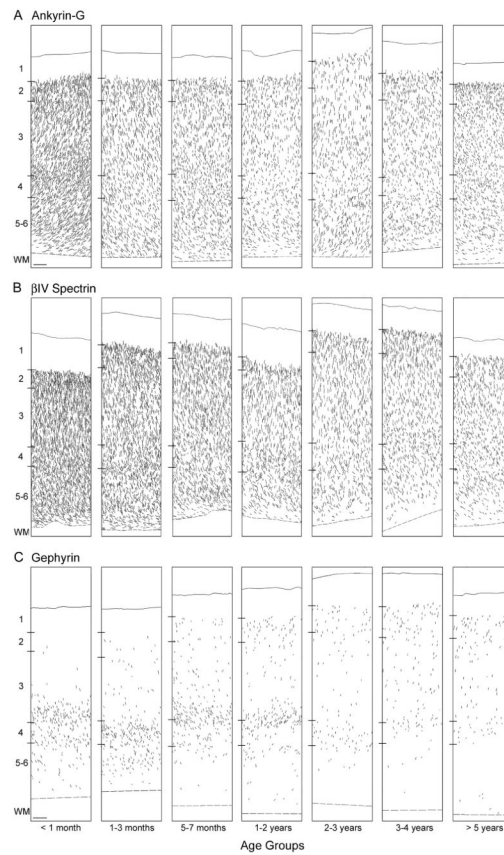 A Ankyrin-G
1
2
3
4
5-6
WM
B βIV Spectrin
1
2
3
4
5-6
WM
C Gephyrin
1
2
3
4
5-6
WM
< 1 month 1-3 months 5-7 months 1-2 years 2-3 years 3-4 years > 5 years
Age Groups